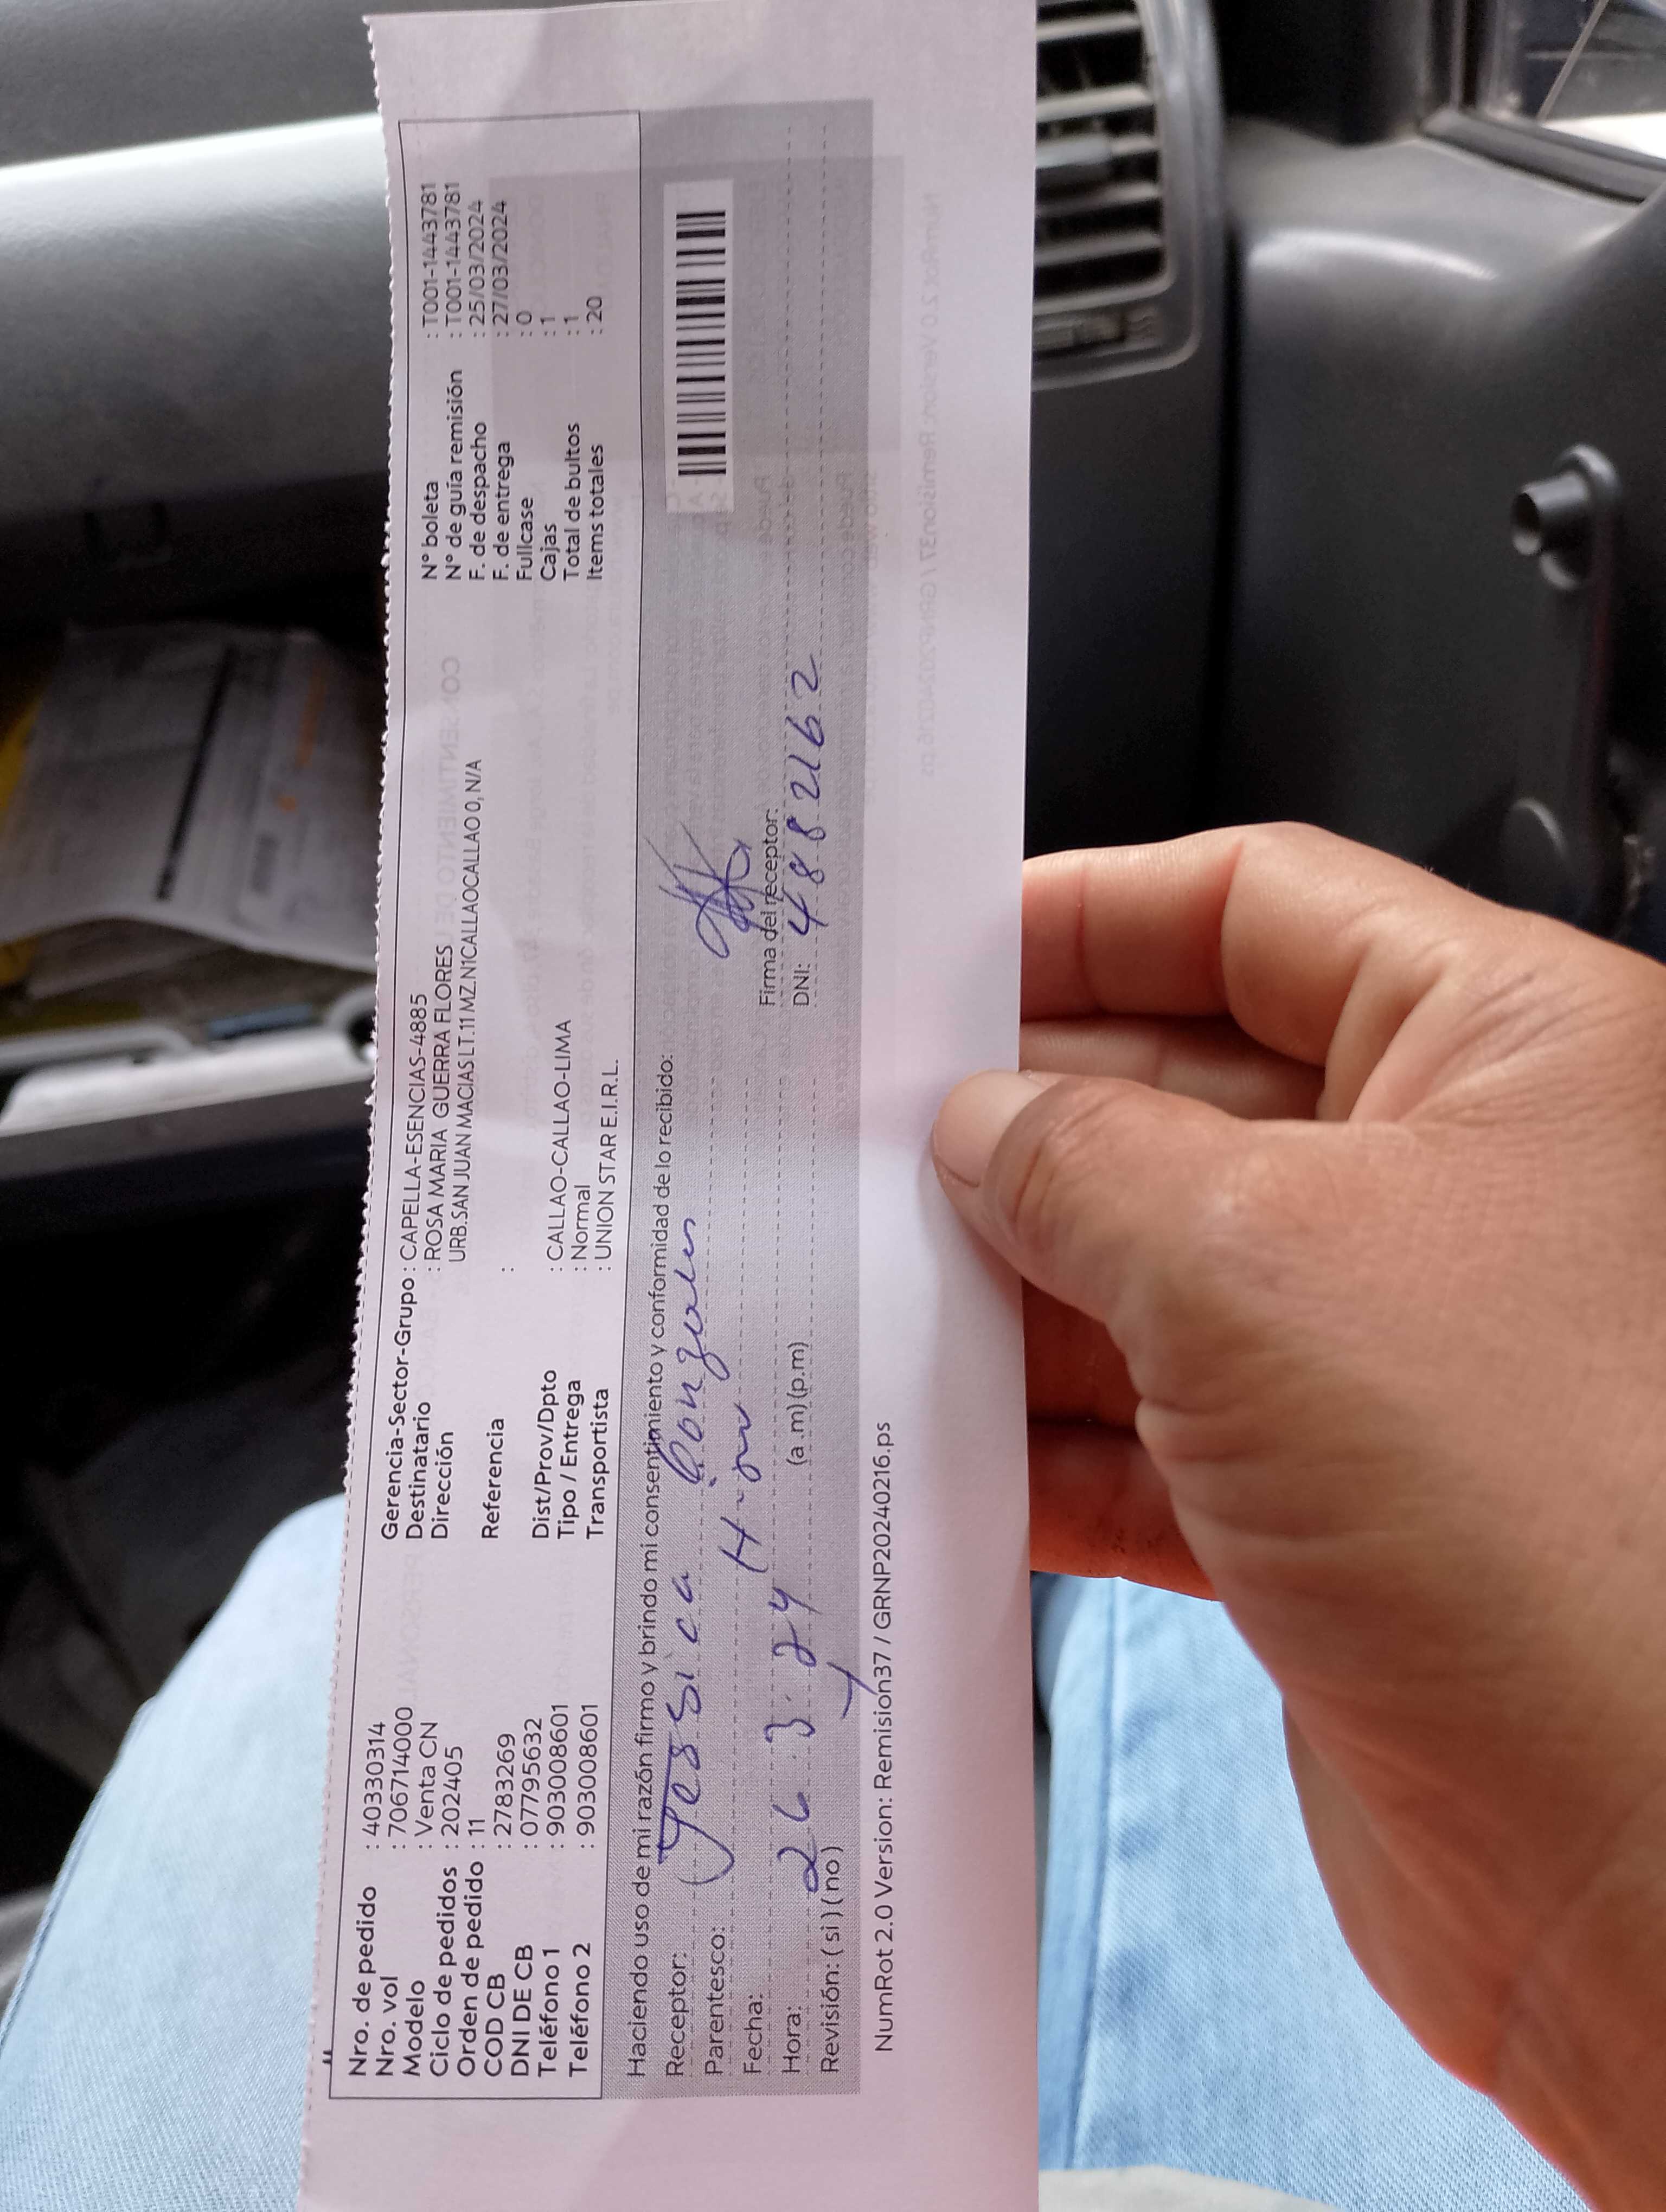 Nro. de pedido : 40330314
Nro. vol : 706714000
Modelo : Venta CN
Ciclo de pedidos : 202405
Orden de pedido : 11
COD CB : 2783269
DNI DE CB : 07795632
Teléfono 1 : 903008601
Teléfono 2 : 903008601
Gerencia-Sector-Grupo : CAPELLA-ESENCIAS-4885
Destinatario : ROSA MARIA GUERRA FLORES
Dirección URB.SAN JUAN MACIAS LT.11 MZ.N1CALLAOCALLAO 0, N/A
Referencia :
Dist/Prov/Dpto : CALLAO-CALLAO-LIMA
Tipo / Entrega : Normal
Transportista : UNION STAR E.I.R.L.
N° boleta : T001-1443781
N° de guía remisión : T001-1443781
F. de despacho : 25/03/2024
F. de entrega : 27/03/2024
Fullcase : 0
Cajas : 1
Total de bultos : 1
Items totales : 20
Haciendo uso de mi razón firmo y brindo mi consentimiento y conformidad de lo recibido:
Receptor: Yessica Gonzales
Parentesco:
Fecha:
Hora: 26 . 3 . 24 (a .m) (p.m)
Revisión: ( si ) ( no )
Firma del receptor:
DNI: 4882162
NumRot 2.0 Version: Remision37 / GRNP20240216.ps